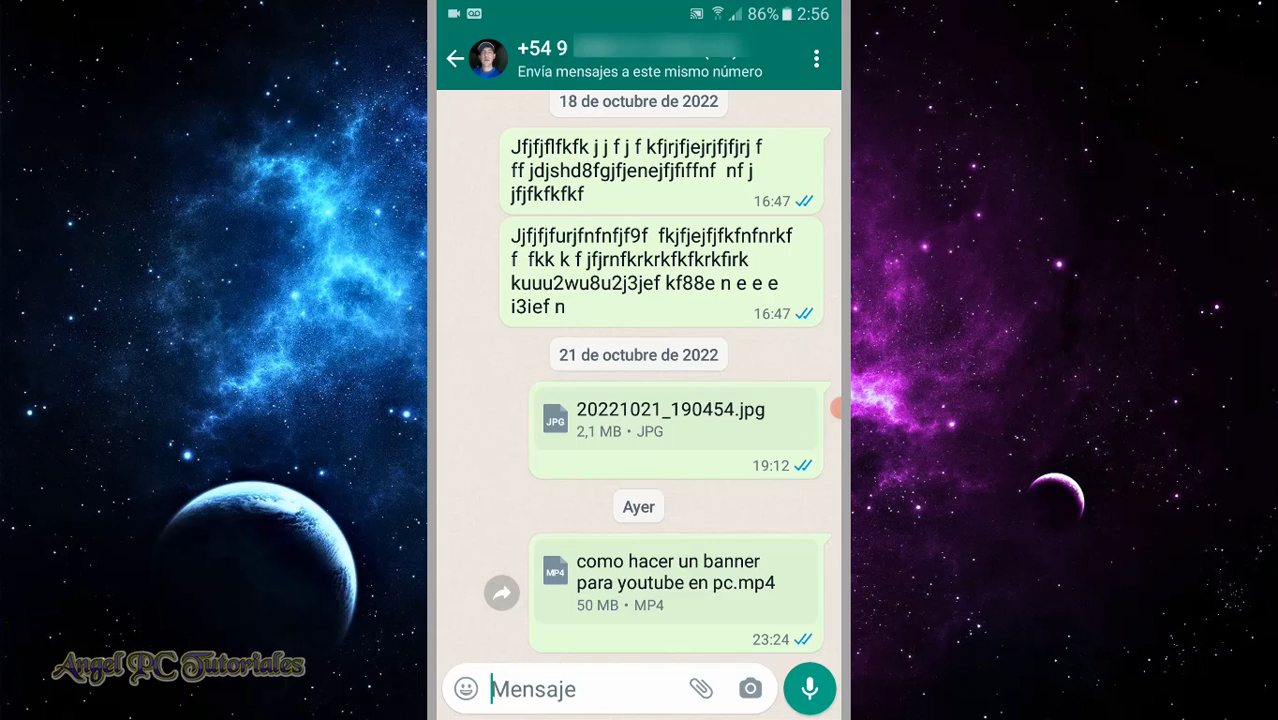 86% 2:56
+54 9
Envía mensajes a este mismo número
18 de octubre de 2022
Jfjfjflfkfk j j f j f kfjrjfjejrjfjfjrj f
ff jdjshd8fgjfjenejfjfiffnf nf j
jfjfkfkfkf
16:47
Jjfjfjfurjfnfnfjf9f fkjfjejfjfkfnfnrkf
f fkk k f jfjrnfkrkrkfkfkrkfirk
kuuu2wu8u2j3jef kf88e n e e e
i3ief n
16:47
21 de octubre de 2022
JPG
20221021_190454.jpg
2,1 MB • JPG
19:12
Ayer
MP4
como hacer un banner
para youtube en pc.mp4
50 MB • MP4
23:24
Mensaje
Angel PC Tutoriales